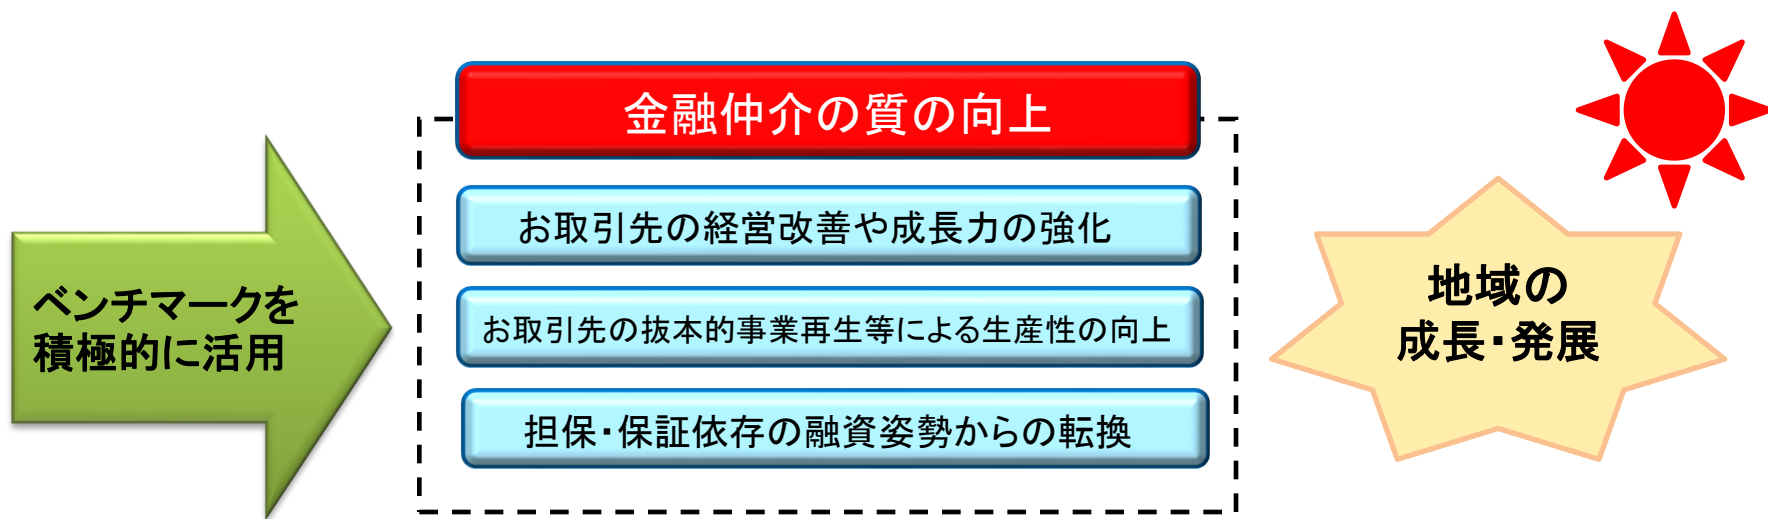 ベンチマークを
積極的に活用
金融仲介の質の向上
お取引先の経営改善や成長力の強化
お取引先の抜本的事業再生等による生産性の向上
担保・保証依存の融資姿勢からの転換
地域の
成長・発展